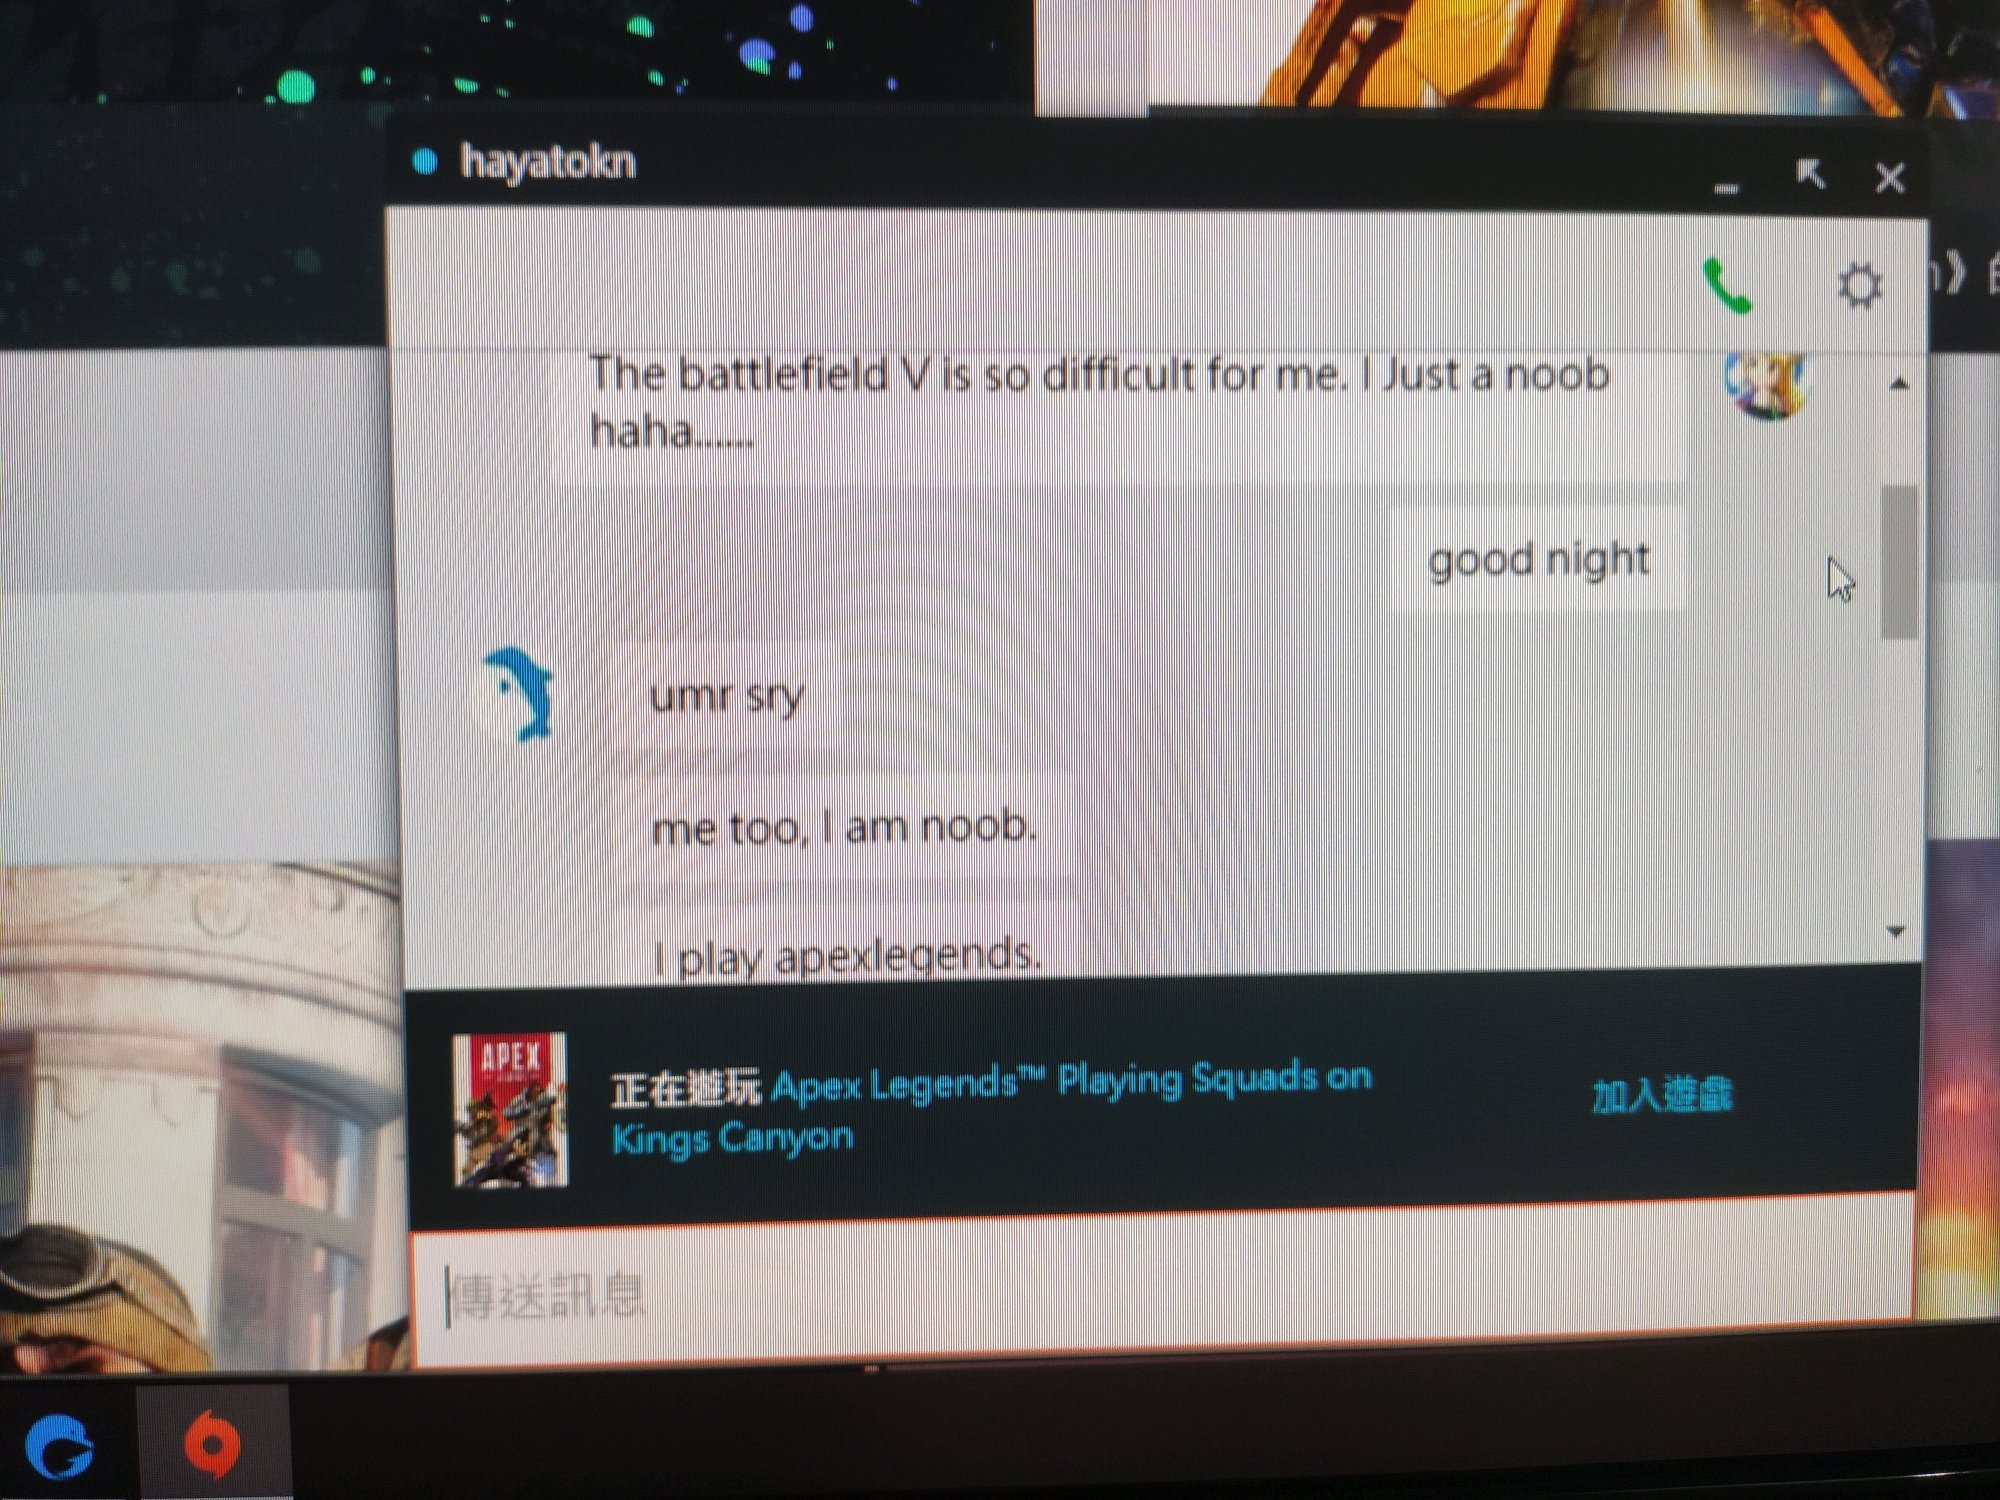 hayatokn
The battlefield V is so difficult for me. I Just a noob
haha......
good night
umr sry
me too, I am noob.
I play apexlegends.
APEX
正在遊玩 Apex Legends™ Playing Squads on
Kings Canyon
加入遊戲
傳送訊息